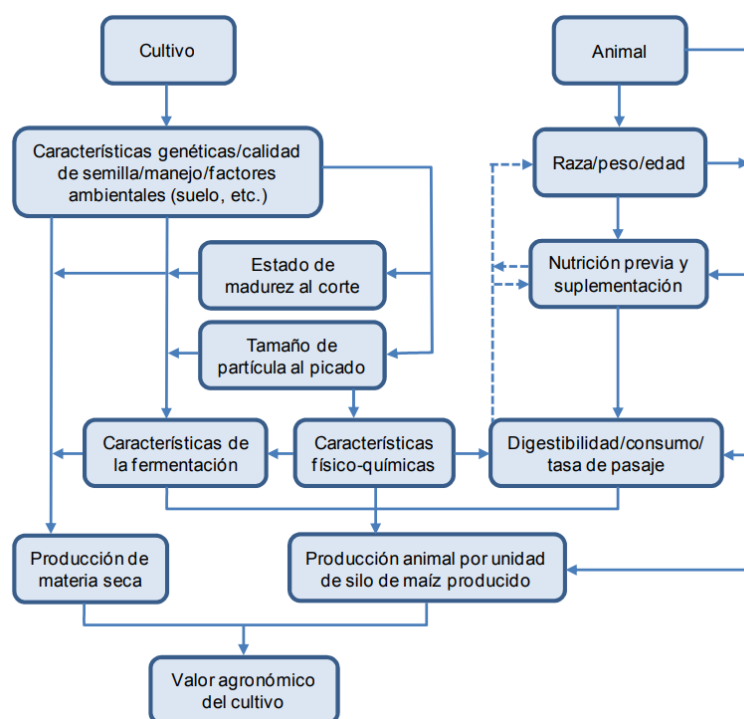 Cultivo
Animal
Características genéticas/calidad
de semilla/manejo/factores
ambientales (suelo, etc.)
Raza/peso/edad
Estado de
madurez al corte
Nutrición previa y
suplementación
Tamaño de
partícula al picado
Características de
la fermentación
Características
físico-químicas
Digestibilidad/consumo/
tasa de pasaje
Producción de
materia seca
Producción animal por unidad
de silo de maíz producido
Valor agronómico
del cultivo